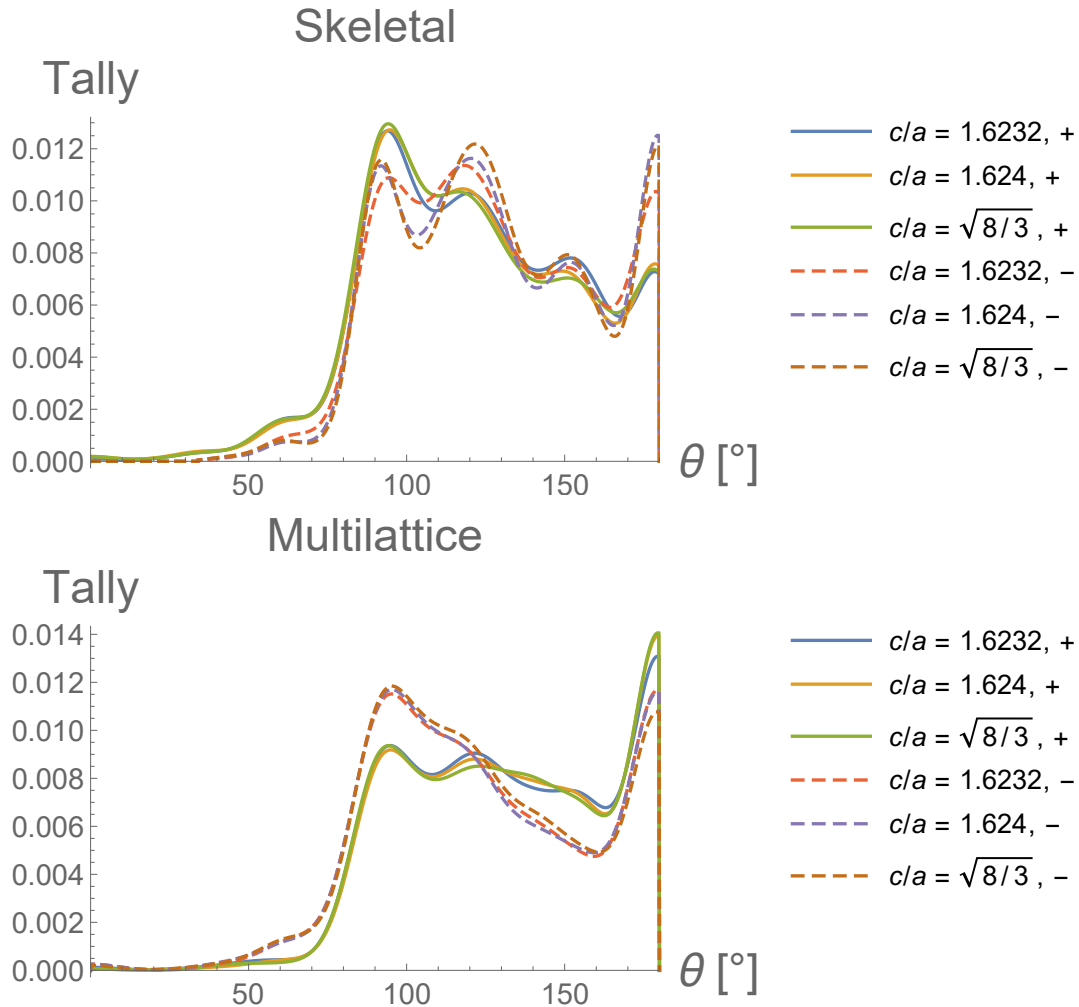 Skeletal
Tally
0.012
0.010
0.008
0.006
0.004
0.002
0.000
50
100
150
θ [°]
c/a = 1.6232, +
c/a = 1.624, +
c/a = √8/3 , +
c/a = 1.6232, −
c/a = 1.624, −
c/a = √8/3 , −
Multilattice
Tally
0.014
0.012
0.010
0.008
0.006
0.004
0.002
0.000
50
100
150
θ [°]
c/a = 1.6232, +
c/a = 1.624, +
c/a = √8/3 , +
c/a = 1.6232, −
c/a = 1.624, −
c/a = √8/3 , −